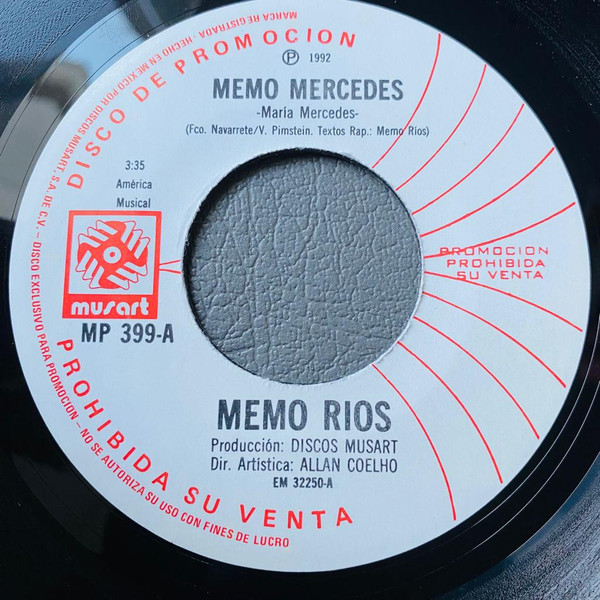 DISCO DE PROMOCION
MARCA REGISTRADA - HECHO EN MEXICO POR DISCOS MUSART, S.A. DE C.V. - DISCO EXCLUSIVO PARA PROMOCION - NO SE AUTORIZA SU USO CON FINES DE LUCRO
Ⓟ 1992
MEMO MERCEDES
-María Mercedes-
(Fco. Navarrete/V. Pimstein. Textos Rap.: Memo Ríos)
3:35
América
Musical
PROMOCION
PROHIBIDA
SU VENTA
musart
MP 399-A
MEMO RIOS
Producción: DISCOS MUSART
Dir. Artística: ALLAN COELHO
EM 32250-A
PROHIBIDA SU VENTA